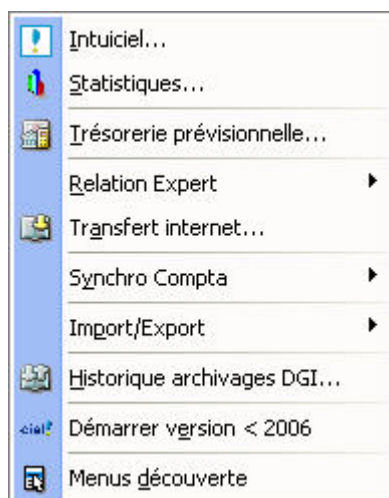 Intuiciel...
Statistiques...
Trésorerie prévisionnelle...
Relation Expert
Transfert internet...
Synchro Compta
Import/Export
Historique archivages DGI...
ciel! Démarrer version < 2006
Menus découverte